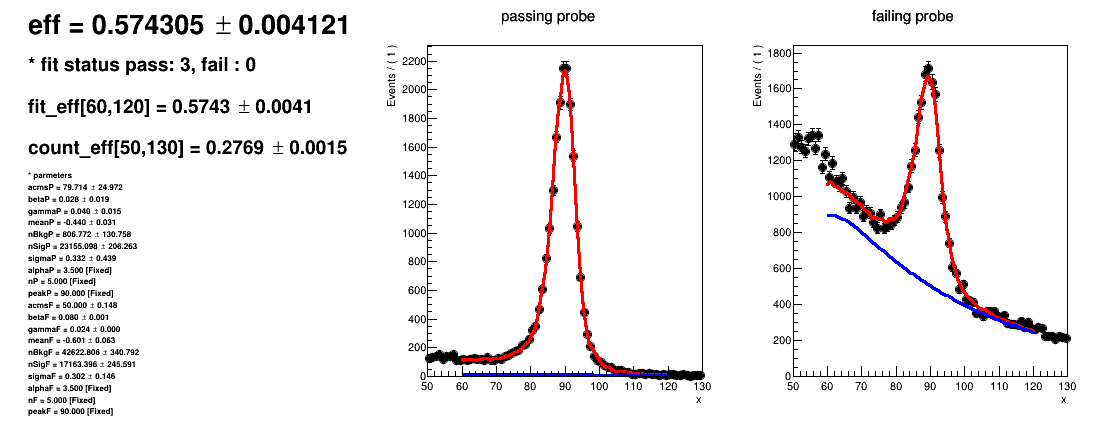 eff = 0.574305 ± 0.004121
* fit status pass: 3, fail : 0
fit_eff[60,120] = 0.5743 ± 0.0041
count_eff[50,130] = 0.2769 ± 0.0015
* parmeters
acmsP = 79.714 ± 24.972
betaP = 0.028 ± 0.019
gammaP = 0.040 ± 0.015
meanP = -0.440 ± 0.031
nBkgP = 806.772 ± 130.758
nSigP = 23155.098 ± 206.263
sigmaP = 0.332 ± 0.439
alphaP = 3.500 [Fixed]
nP = 5.000 [Fixed]
peakP = 90.000 [Fixed]
acmsF = 50.000 ± 0.148
betaF = 0.080 ± 0.001
gammaF = 0.024 ± 0.000
meanF = -0.601 ± 0.063
nBkgF = 42622.806 ± 340.792
nSigF = 17163.396 ± 245.591
sigmaF = 0.302 ± 0.146
alphaF = 3.500 [Fixed]
nF = 5.000 [Fixed]
peakF = 90.000 [Fixed]
passing probe
Events / ( 1 )
2200
2000
1800
1600
1400
1200
1000
800
600
400
200
0
50 60 70 80 90 100 110 120 130
x
failing probe
Events / ( 1 )
1800
1600
1400
1200
1000
800
600
400
200
0
50 60 70 80 90 100 110 120 130
x